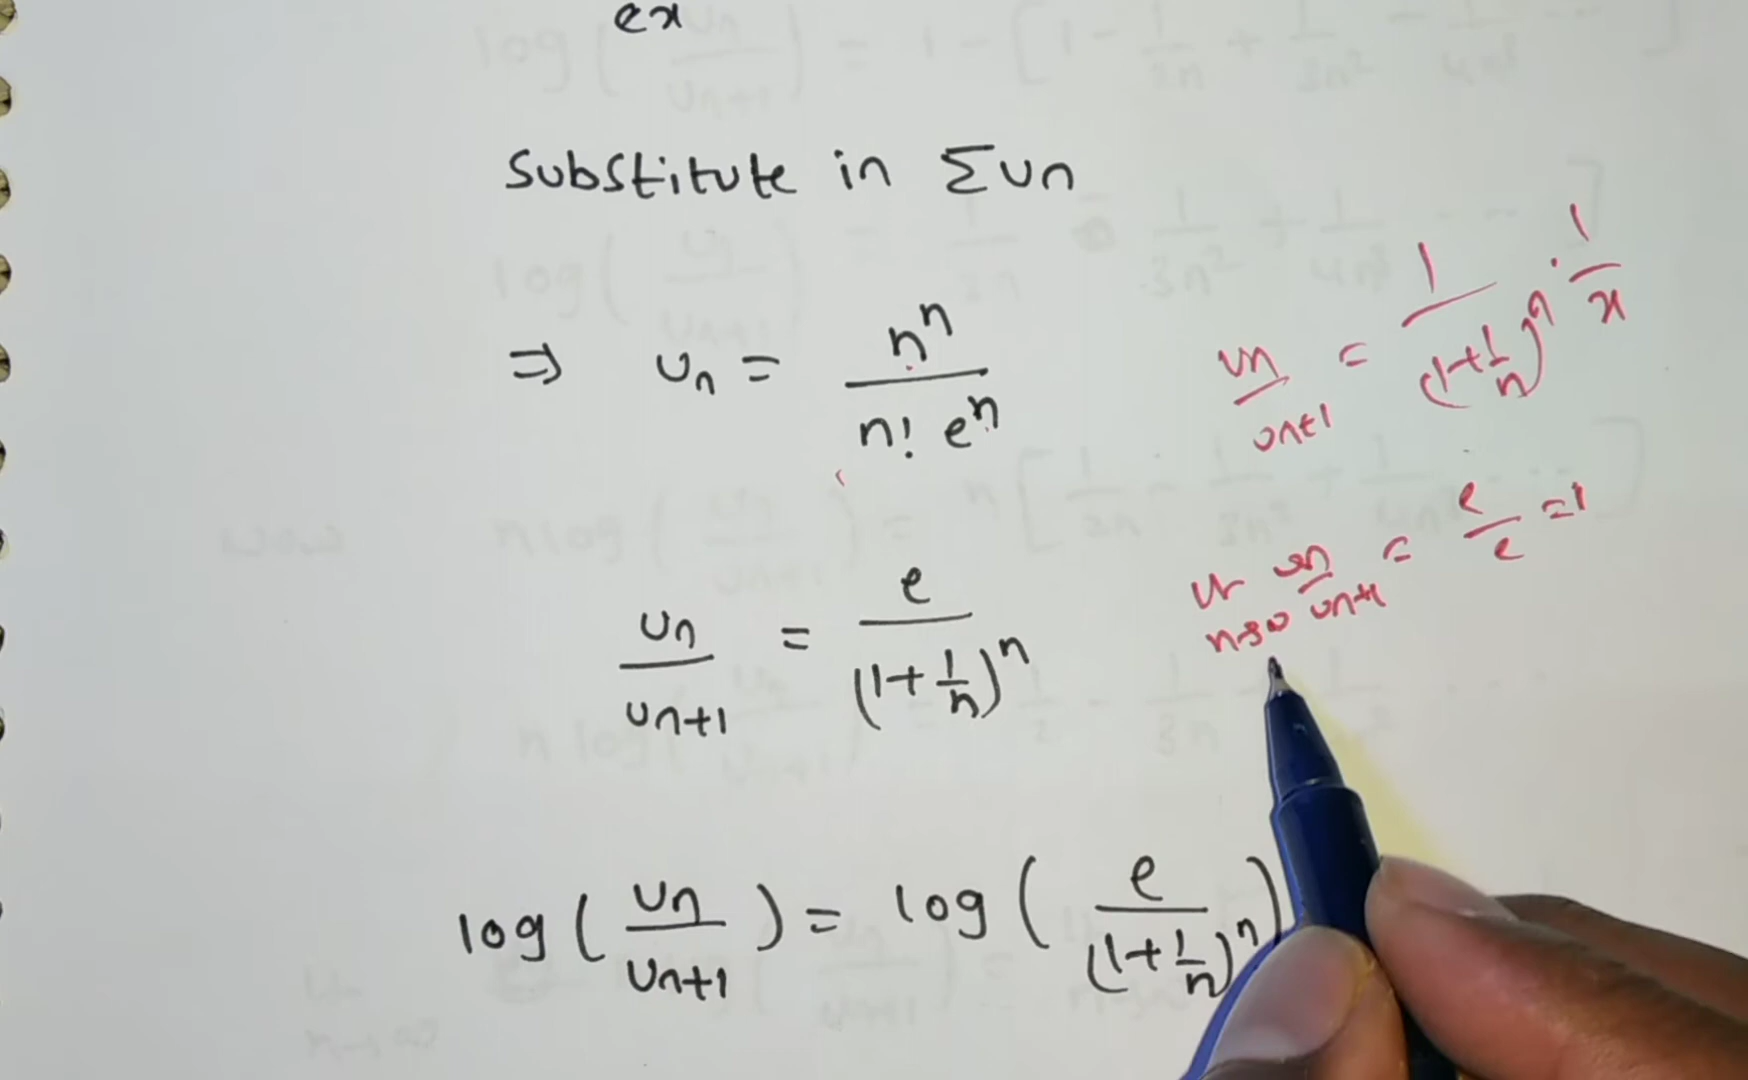 ex
Substitute in Σun
⇒ un = n^n / n! e^n
un / un+1 = 1 / (1+1/n)^n · 1/x
un / un+1 = e / (1+1/n)^n
n→∞ un / un+1 = e/e = 1
log ( un / un+1 ) = log ( e / (1+1/n)^n )